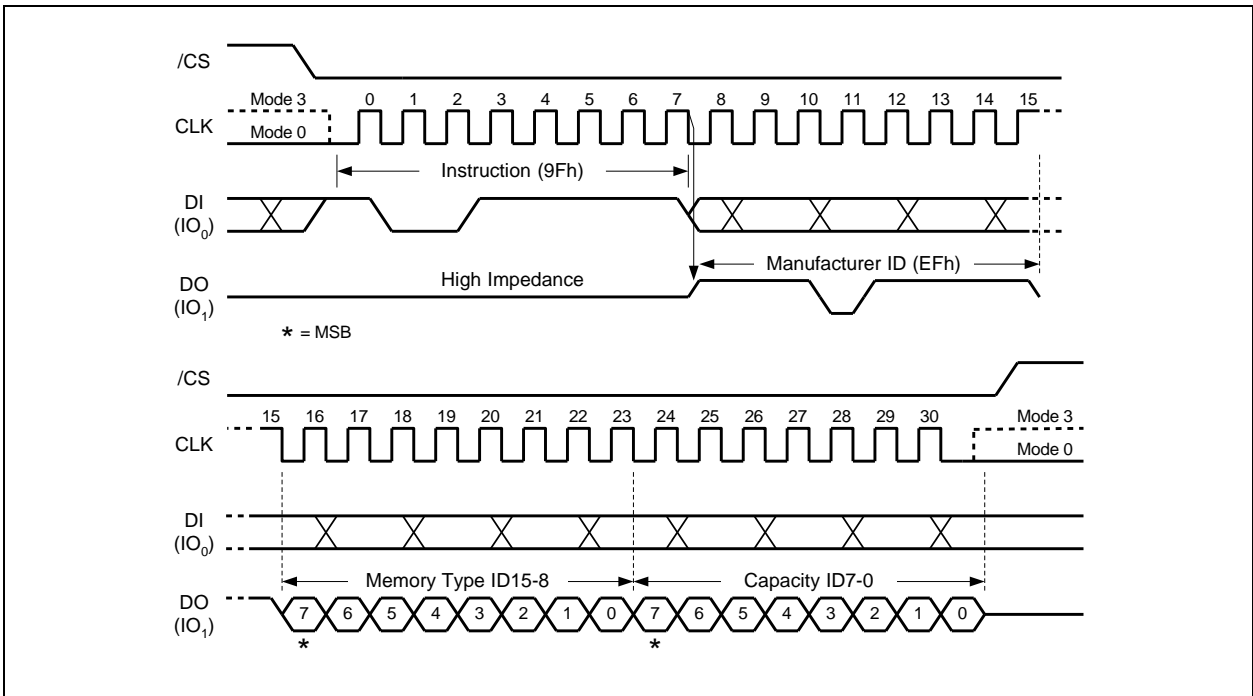 /CS
Mode 3 0 1 2 3 4 5 6 7 8 9 10 11 12 13 14 15
CLK
Mode 0
Instruction (9Fh)
DI
(IO₀)
Manufacturer ID (EFh)
High Impedance
DO
(IO₁)
* = MSB
/CS
15 16 17 18 19 20 21 22 23 24 25 26 27 28 29 30 Mode 3
CLK
Mode 0
DI
(IO₀)
Memory Type ID15-8 Capacity ID7-0
DO
(IO₁)
7 6 5 4 3 2 1 0 7 6 5 4 3 2 1 0
* *